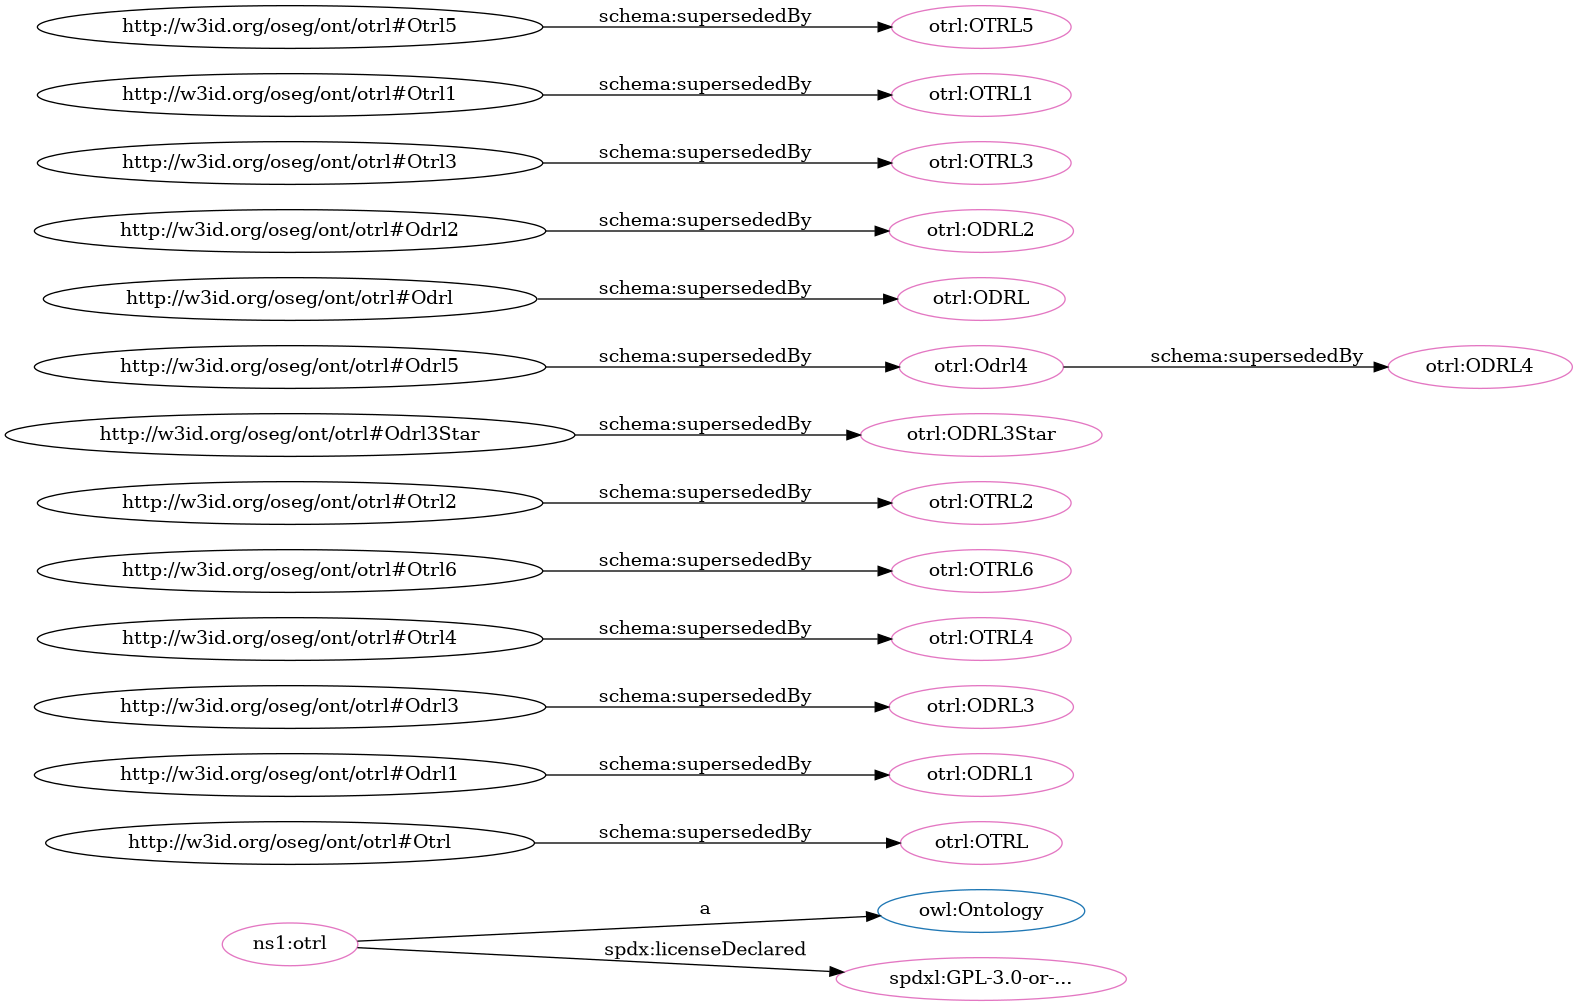 http://w3id.org/oseg/ont/otrl#Otrl5 schema:supersededBy otrl:OTRL5
http://w3id.org/oseg/ont/otrl#Otrl1 schema:supersededBy otrl:OTRL1
http://w3id.org/oseg/ont/otrl#Otrl3 schema:supersededBy otrl:OTRL3
http://w3id.org/oseg/ont/otrl#Odrl2 schema:supersededBy otrl:ODRL2
http://w3id.org/oseg/ont/otrl#Odrl schema:supersededBy otrl:ODRL
http://w3id.org/oseg/ont/otrl#Odrl5 schema:supersededBy otrl:Odrl4 schema:supersededBy otrl:ODRL4
http://w3id.org/oseg/ont/otrl#Odrl3Star schema:supersededBy otrl:ODRL3Star
http://w3id.org/oseg/ont/otrl#Otrl2 schema:supersededBy otrl:OTRL2
http://w3id.org/oseg/ont/otrl#Otrl6 schema:supersededBy otrl:OTRL6
http://w3id.org/oseg/ont/otrl#Otrl4 schema:supersededBy otrl:OTRL4
http://w3id.org/oseg/ont/otrl#Odrl3 schema:supersededBy otrl:ODRL3
http://w3id.org/oseg/ont/otrl#Odrl1 schema:supersededBy otrl:ODRL1
http://w3id.org/oseg/ont/otrl#Otrl schema:supersededBy otrl:OTRL
a owl:Ontology
ns1:otrl
spdx:licenseDeclared spdxl:GPL-3.0-or-...